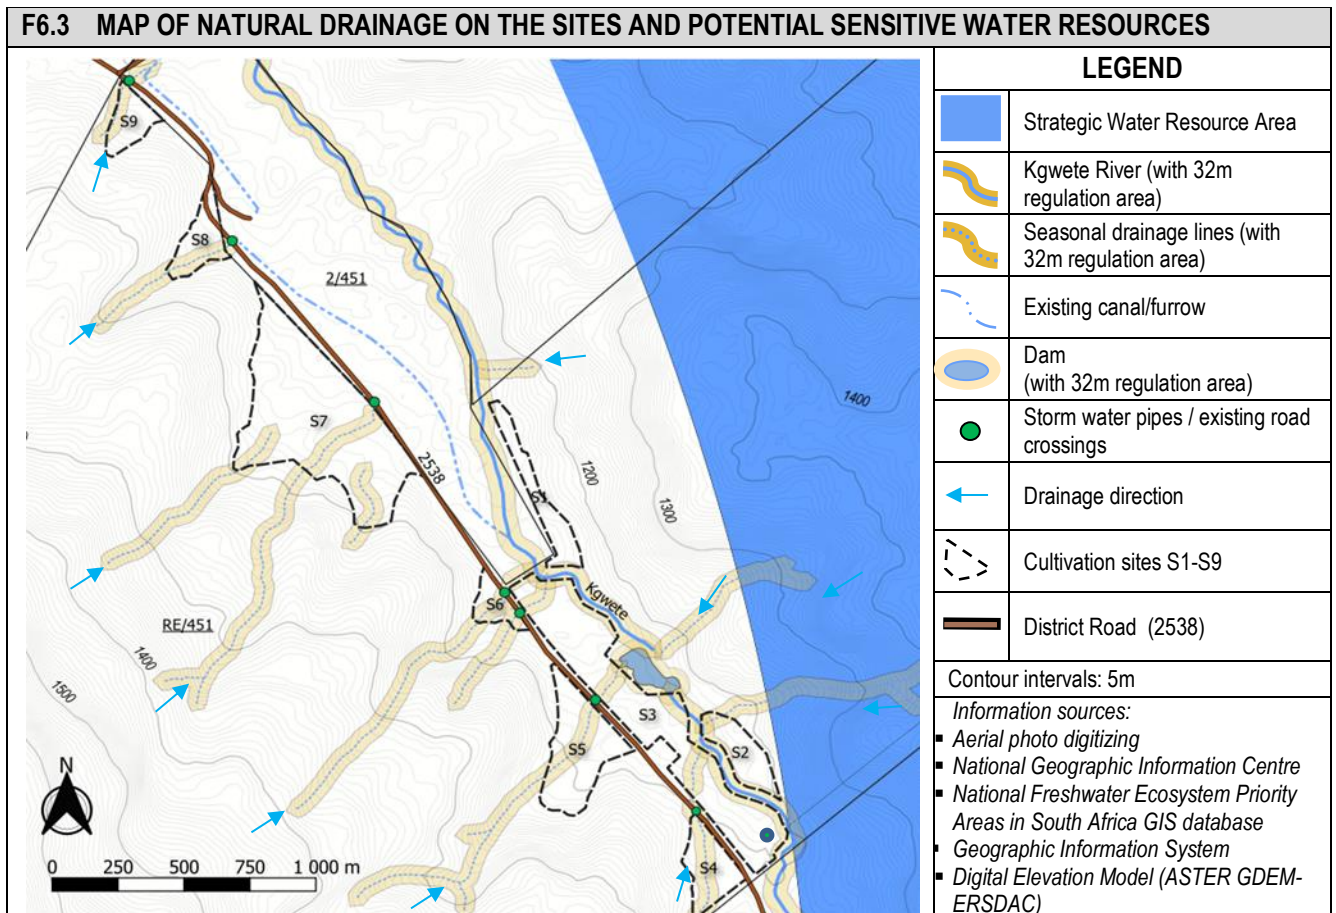 F6.3 MAP OF NATURAL DRAINAGE ON THE SITES AND POTENTIAL SENSITIVE WATER RESOURCES
S9
S8
2/451
S7
2538
S1
1200
1300
1400
Kgwete
S6
RE/451
1400
1500
S3
S2
S5
S4
N
0 250 500 750 1 000 m
LEGEND
Strategic Water Resource Area
Kgwete River (with 32m
regulation area)
Seasonal drainage lines (with
32m regulation area)
Existing canal/furrow
Dam
(with 32m regulation area)
Storm water pipes / existing road
crossings
Drainage direction
Cultivation sites S1-S9
District Road (2538)
Contour intervals: 5m
Information sources:
▪ Aerial photo digitizing
▪ National Geographic Information Centre
▪ National Freshwater Ecosystem Priority
Areas in South Africa GIS database
▪ Geographic Information System
▪ Digital Elevation Model (ASTER GDEM-
ERSDAC)